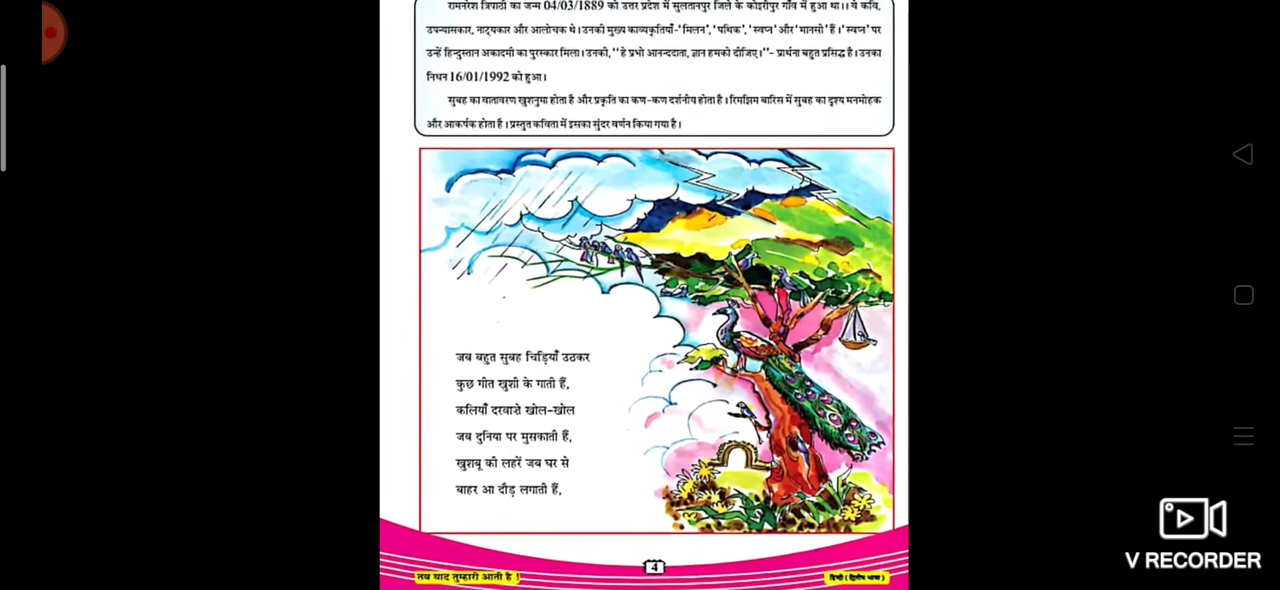 रामनरेश त्रिपाठी का जन्म 04/03/1889 को उत्तर प्रदेश में सुलतानपुर जिले के कोइरीपुर गाँव में हुआ था।। ये कवि,
उपन्यासकार, नाट्यकार और आलोचक थे। उनकी मुख्य काव्यकृतियाँ-'मिलन', 'पथिक', 'स्वप्न' और 'मानसी' हैं। 'स्वप्न' पर
उन्हें हिन्दुस्तान अकादमी का पुरस्कार मिला। उनकी, "हे प्रभो आनन्ददाता, ज्ञान हमको दीजिए।"- प्रार्थना बहुत प्रसिद्ध है। उनका
निधन 16/01/1992 को हुआ।
सुबह का वातावरण खुशनुमा होता है और प्रकृति का कण-कण दर्शनीय होता है। रिमझिम बारिस में सुबह का दृश्य मनमोहक
और आकर्षक होता है। प्रस्तुत कविता में इसका सुंदर वर्णन किया गया है।
जब बहुत सुबह चिड़ियाँ उठकर
कुछ गीत खुशी के गाती हैं,
कलियाँ दरवाज़े खोल-खोल
जब दुनिया पर मुसकाती हैं,
खुशबू की लहरें जब घर से
बाहर आ दौड़ लगाती हैं,
4
तब याद तुम्हारी आती है !
हिन्दी (द्वितीय भाषा)
V RECORDER